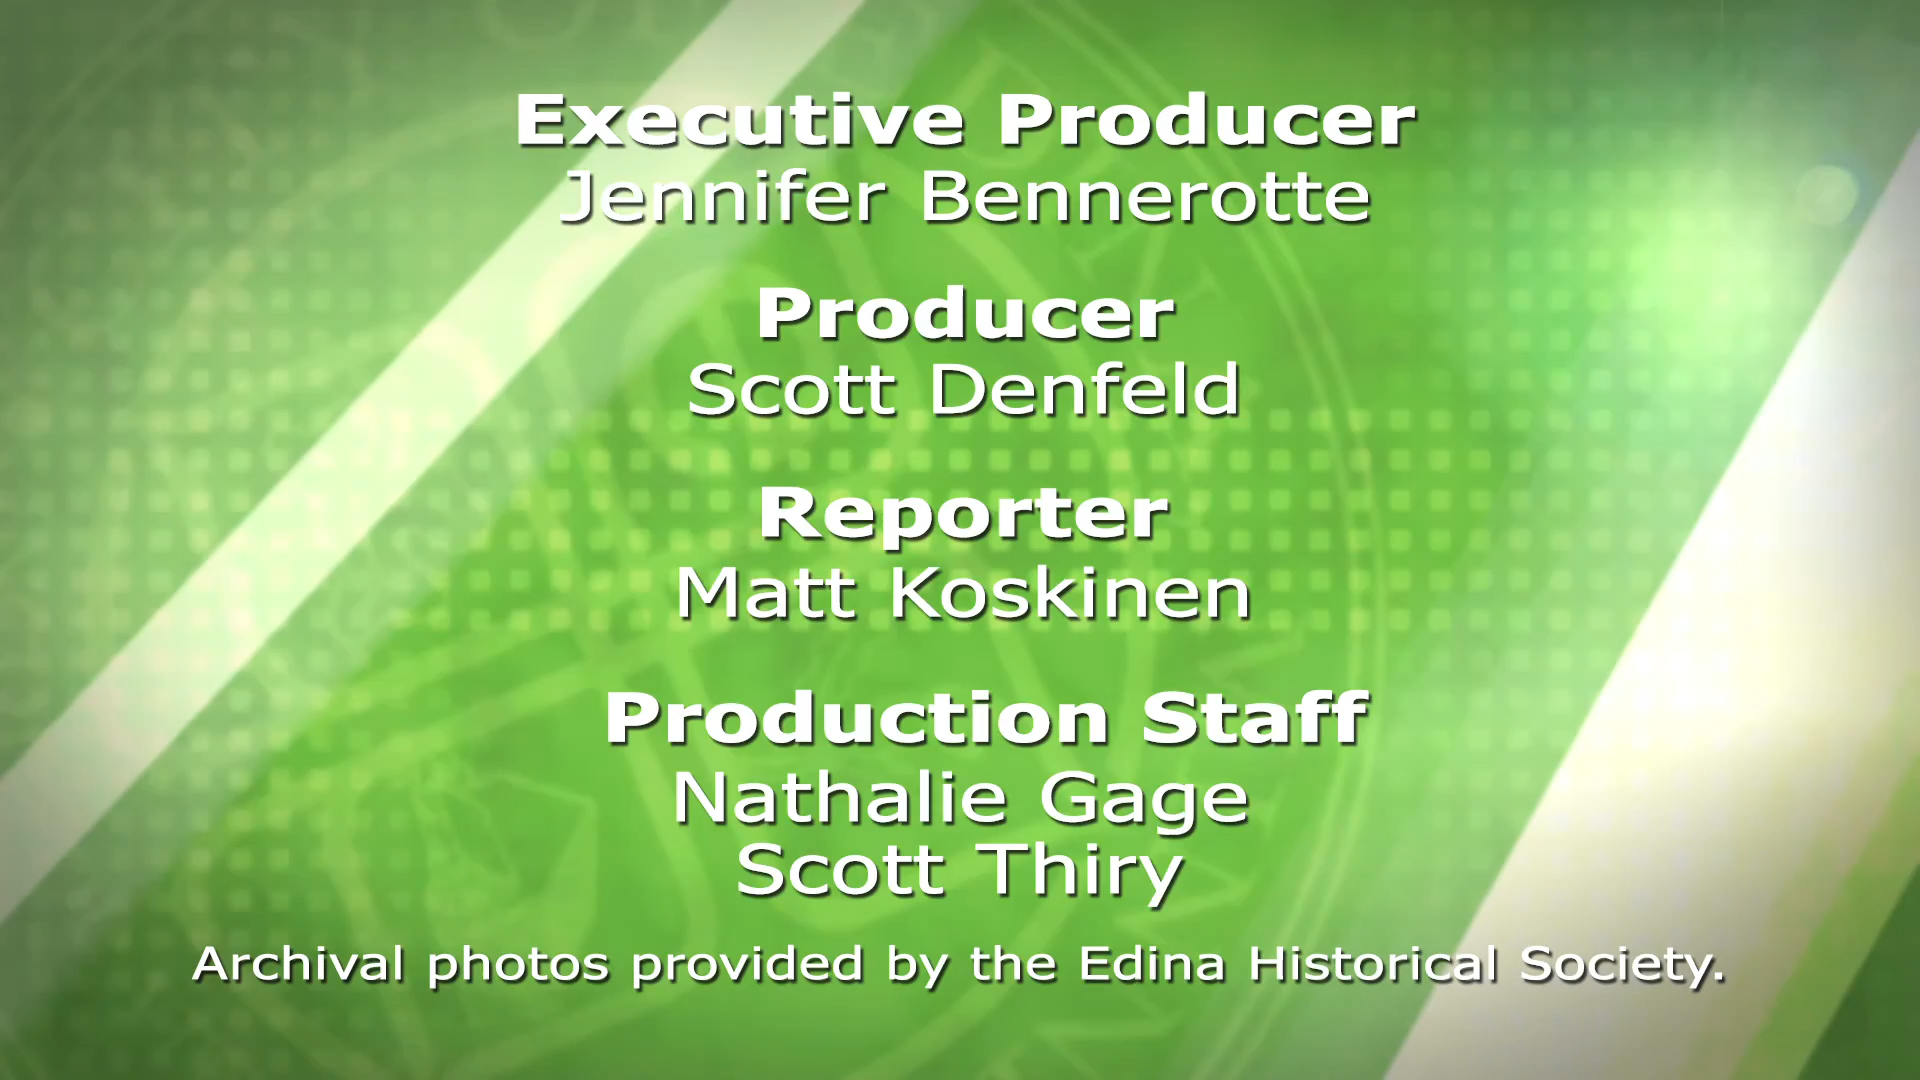 Executive Producer
Jennifer Bennerotte
Producer
Scott Denfeld
Reporter
Matt Koskinen
Production Staff
Nathalie Gage
Scott Thiry
Archival photos provided by the Edina Historical Society.